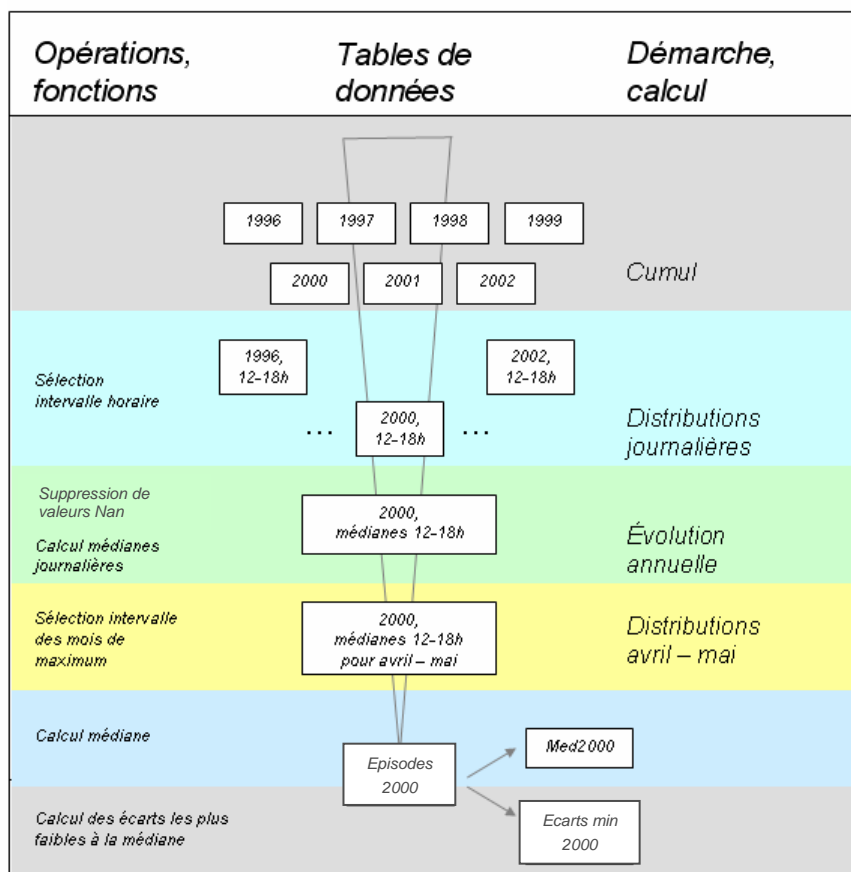 Opérations,
fonctions
Tables de
données
Démarche,
calcul
1996
1997
1998
1999
2000
2001
2002
Cumul
Sélection
intervalle horaire
1996,
12-18h
2002,
12-18h
...
2000,
12-18h
...
Distributions
journalières
Suppression de
valeurs Nan
Calcul médianes
journalières
2000,
médianes 12-18h
Évolution
annuelle
Sélection intervalle
des mois de
maximum
2000,
médianes 12-18h
pour avril – mai
Distributions
avril – mai
Calcul médiane
Episodes
2000
Med2000
Calcul des écarts les plus
faibles à la médiane
Ecarts min
2000